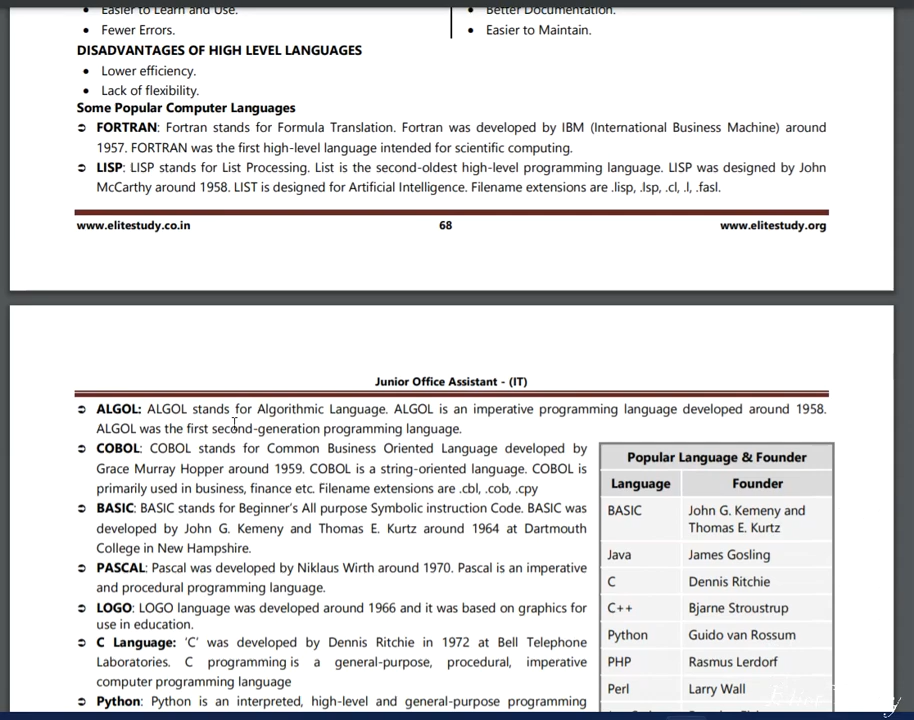 • Easier to Learn and Use.
• Better Documentation.
• Fewer Errors.
• Easier to Maintain.
DISADVANTAGES OF HIGH LEVEL LANGUAGES
• Lower efficiency.
• Lack of flexibility.
Some Popular Computer Languages
FORTRAN: Fortran stands for Formula Translation. Fortran was developed by IBM (International Business Machine) around
1957. FORTRAN was the first high-level language intended for scientific computing.
LISP: LISP stands for List Processing. List is the second-oldest high-level programming language. LISP was designed by John
McCarthy around 1958. LIST is designed for Artificial Intelligence. Filename extensions are .lisp, .lsp, .cl, .l, .fasl.
www.elitestudy.co.in 68 www.elitestudy.org
Junior Office Assistant - (IT)
ALGOL: ALGOL stands for Algorithmic Language. ALGOL is an imperative programming language developed around 1958.
ALGOL was the first second-generation programming language.
COBOL: COBOL stands for Common Business Oriented Language developed by
Grace Murray Hopper around 1959. COBOL is a string-oriented language. COBOL is
primarily used in business, finance etc. Filename extensions are .cbl, .cob, .cpy
BASIC: BASIC stands for Beginner's All purpose Symbolic instruction Code. BASIC was
developed by John G. Kemeny and Thomas E. Kurtz around 1964 at Dartmouth
College in New Hampshire.
PASCAL: Pascal was developed by Niklaus Wirth around 1970. Pascal is an imperative
and procedural programming language.
LOGO: LOGO language was developed around 1966 and it was based on graphics for
use in education.
C Language: 'C' was developed by Dennis Ritchie in 1972 at Bell Telephone
Laboratories. C programming is a general-purpose, procedural, imperative
computer programming language
Python: Python is an interpreted, high-level and general-purpose programming
Popular Language & Founder
Language Founder
BASIC John G. Kemeny and
Thomas E. Kurtz
Java James Gosling
C Dennis Ritchie
C++ Bjarne Stroustrup
Python Guido van Rossum
PHP Rasmus Lerdorf
Perl Larry Wall